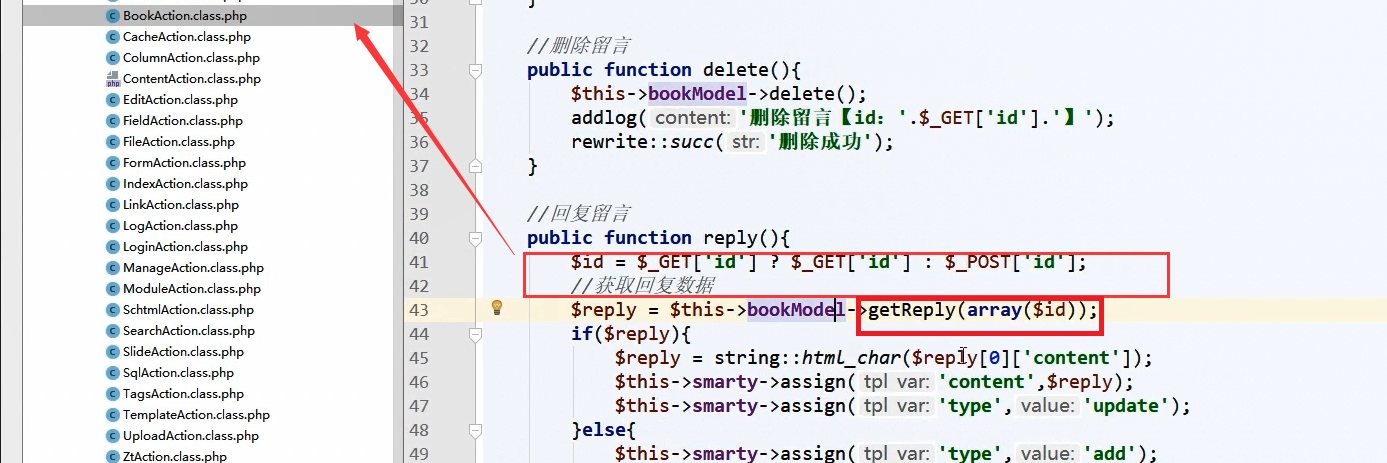 BookAction.class.php
CacheAction.class.php
ColumnAction.class.php
ContentAction.class.php
EditAction.class.php
FieldAction.class.php
FileAction.class.php
FormAction.class.php
IndexAction.class.php
LinkAction.class.php
LogAction.class.php
LoginAction.class.php
ManageAction.class.php
ModuleAction.class.php
SchtmlAction.class.php
SearchAction.class.php
SlideAction.class.php
SqlAction.class.php
TagsAction.class.php
TemplateAction.class.php
UploadAction.class.php
ZtAction.class.php
30 }
31
32 //删除留言
33 public function delete(){
34 $this->bookModel->delete();
35 addlog( content: '删除留言【id: '.$_GET['id'].'】');
36 rewrite::succ( str: '删除成功');
37 }
38
39 //回复留言
40 public function reply(){
41 $id = $_GET['id'] ? $_GET['id'] : $_POST['id'];
42 //获取回复数据
43 $reply = $this->bookModel->getReply(array($id));
44 if($reply){
45 $reply = string::html_char($reply[0]['content']);
46 $this->smarty->assign( tpl var: 'content',$reply);
47 $this->smarty->assign( tpl var: 'type', value: 'update');
48 }else{
49 $this->smarty->assign( tpl var: 'type', value: 'add');